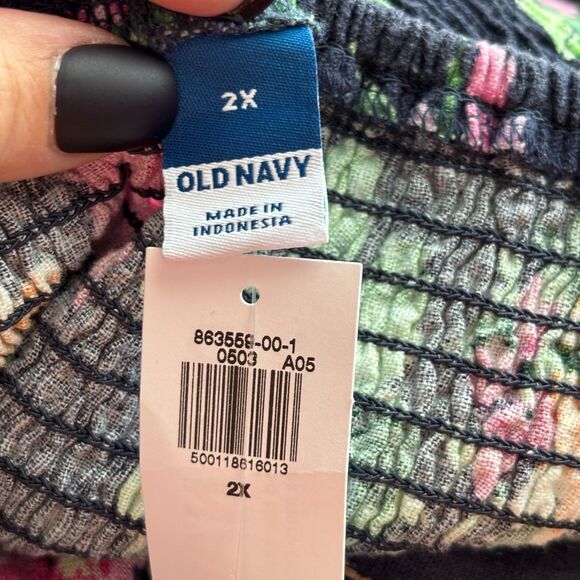 2X
OLD NAVY
MADE IN
INDONESIA
863559-00-1
0503 A05
500118616013
2X